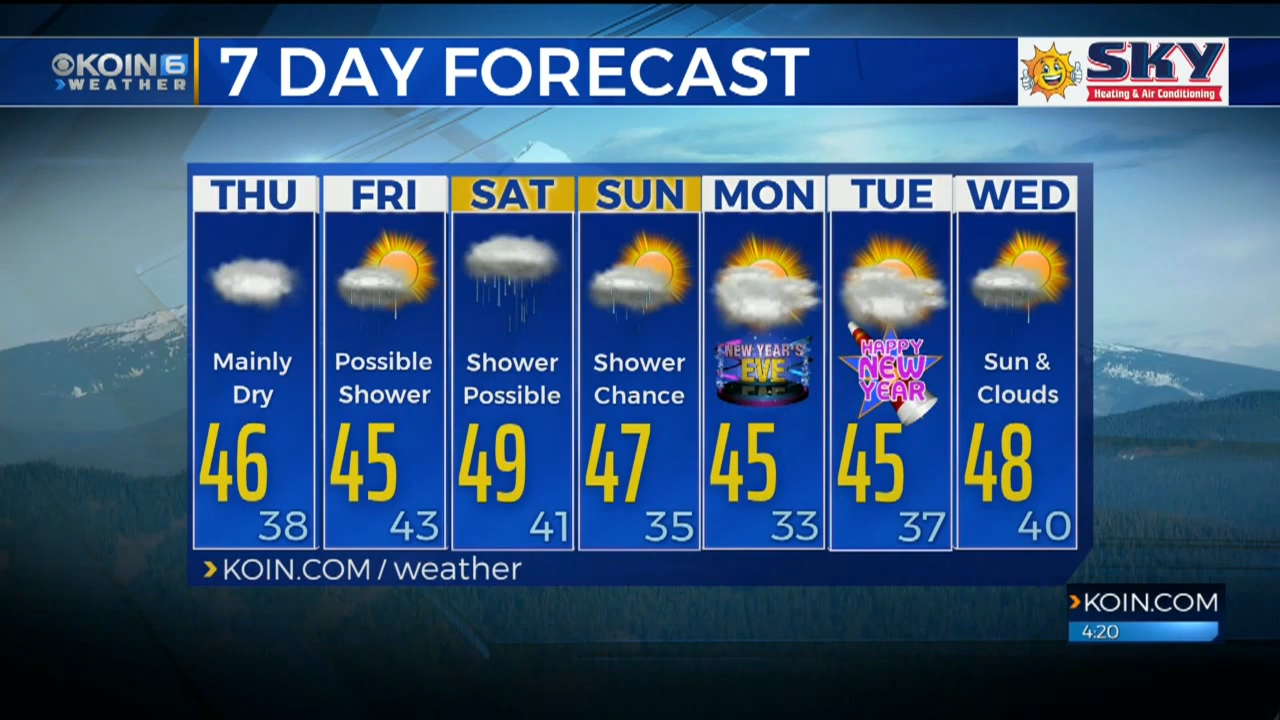 KOIN 6
WEATHER
7 DAY FORECAST
SKY
Heating & Air Conditioning
THU
Mainly
Dry
46
38
FRI
Possible
Shower
45
43
SAT
Shower
Possible
49
41
SUN
Shower
Chance
47
35
MON
NEW YEAR'S
EVE
45
33
TUE
HAPPY
NEW
YEAR
45
37
WED
Sun &
Clouds
48
40
KOIN.COM / weather
KOIN.COM
4:20